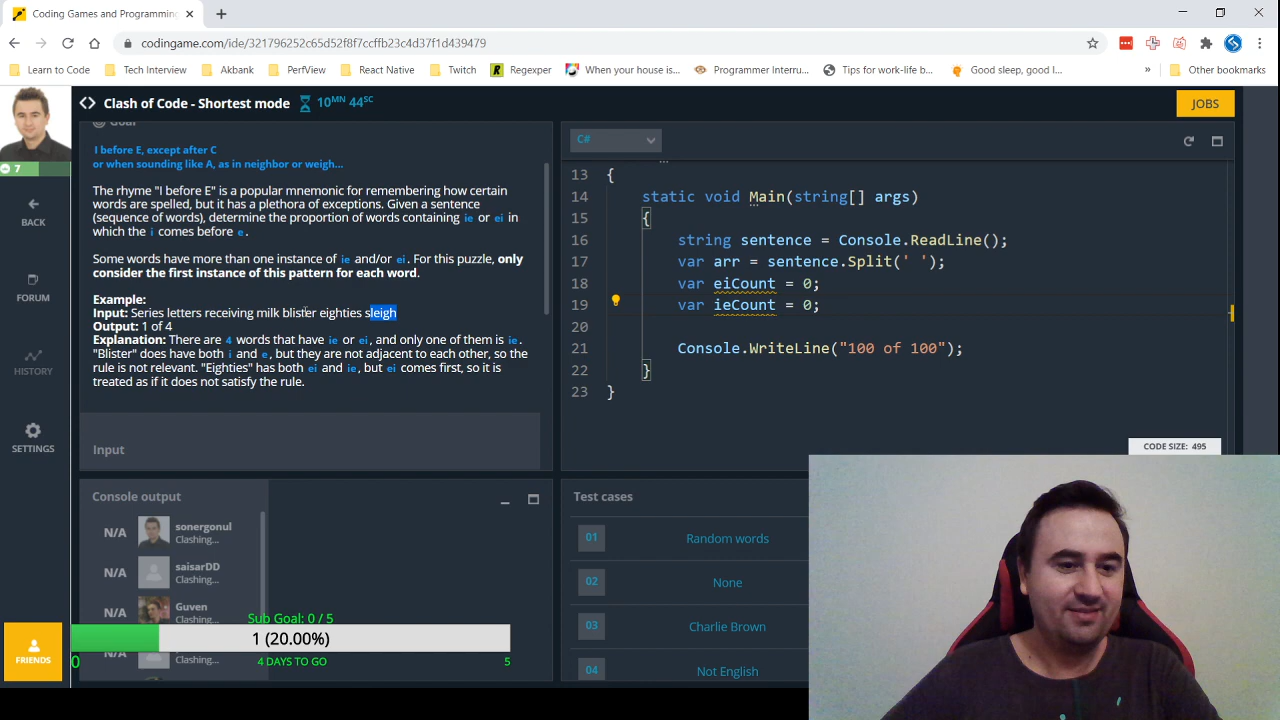 Coding Games and Programming
codingame.com/ide/321796252c65d52f8f7ccffb23c4d37f1d439479
Learn to Code
Tech Interview
Akbank
PerfView
React Native
Twitch
Regexper
When your house is...
Programmer Interru...
Tips for work-life b...
Good sleep, good l...
»
Other bookmarks
Clash of Code - Shortest mode
10MN 44SC
JOBS
7
BACK
FORUM
HISTORY
SETTINGS
FRIENDS
Goal
I before E, except after C
or when sounding like A, as in neighbor or weigh...
The rhyme "I before E" is a popular mnemonic for remembering how certain
words are spelled, but it has a plethora of exceptions. Given a sentence
(sequence of words), determine the proportion of words containing ie or ei in
which the i comes before e.
Some words have more than one instance of ie and/or ei. For this puzzle, only
consider the first instance of this pattern for each word.
Example:
Input: Series letters receiving milk blister eighties sleigh
Output: 1 of 4
Explanation: There are 4 words that have ie or ei, and only one of them is ie.
"Blister" does have both i and e, but they are not adjacent to each other, so the
rule is not relevant. "Eighties" has both ei and ie, but ei comes first, so it is
treated as if it does not satisfy the rule.
Input
C#
13 {
14 static void Main(string[] args)
15 {
16 string sentence = Console.ReadLine();
17 var arr = sentence.Split(' ');
18 var eiCount = 0;
19 var ieCount = 0;
20
21 Console.WriteLine("100 of 100");
22 }
23 }
CODE SIZE: 495
Console output
N/A sonergonul
Clashing...
N/A saisarDD
Clashing...
N/A Guven
Clashing...
Clashing...
Sub Goal: 0 / 5
1 (20.00%)
0
4 DAYS TO GO
5
Test cases
01 Random words
02 None
03 Charlie Brown
04 Not English